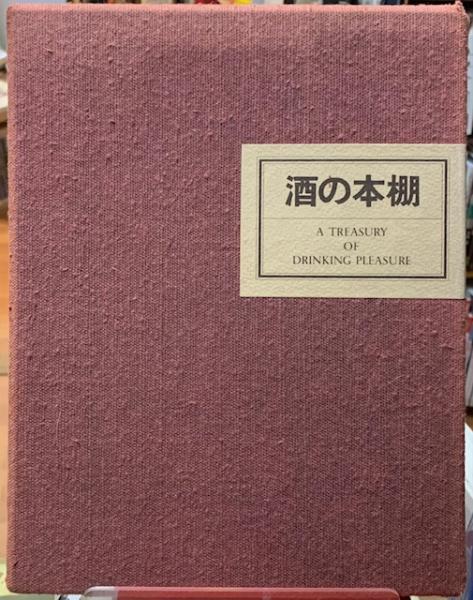 酒の本棚
A TREASURY
OF
DRINKING PLEASURE